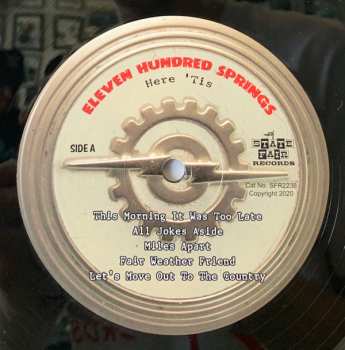 ELEVEN HUNDRED SPRINGS
Here 'Tis
SIDE A
STATE
FAIR
RECORDS
Cat No. SFR2238
Copyright 2020
This Morning It Was Too Late
All Jokes Aside
Miles Apart
Fair Weather Friend
Let's Move Out To The Country